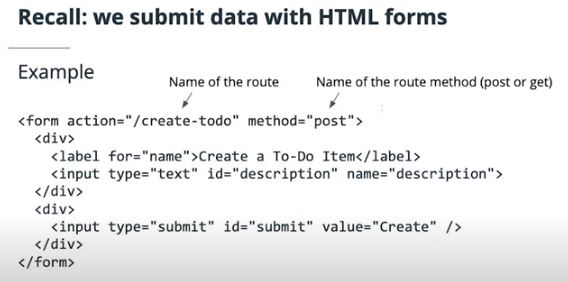 Recall: we submit data with HTML forms
Example
Name of the route
Name of the route method (post or get)
<form action="/create-todo" method="post">
<div>
<label for="name">Create a To-Do Item</label>
<input type="text" id="description" name="description">
</div>
<div>
<input type="submit" id="submit" value="Create" />
</div>
</form>